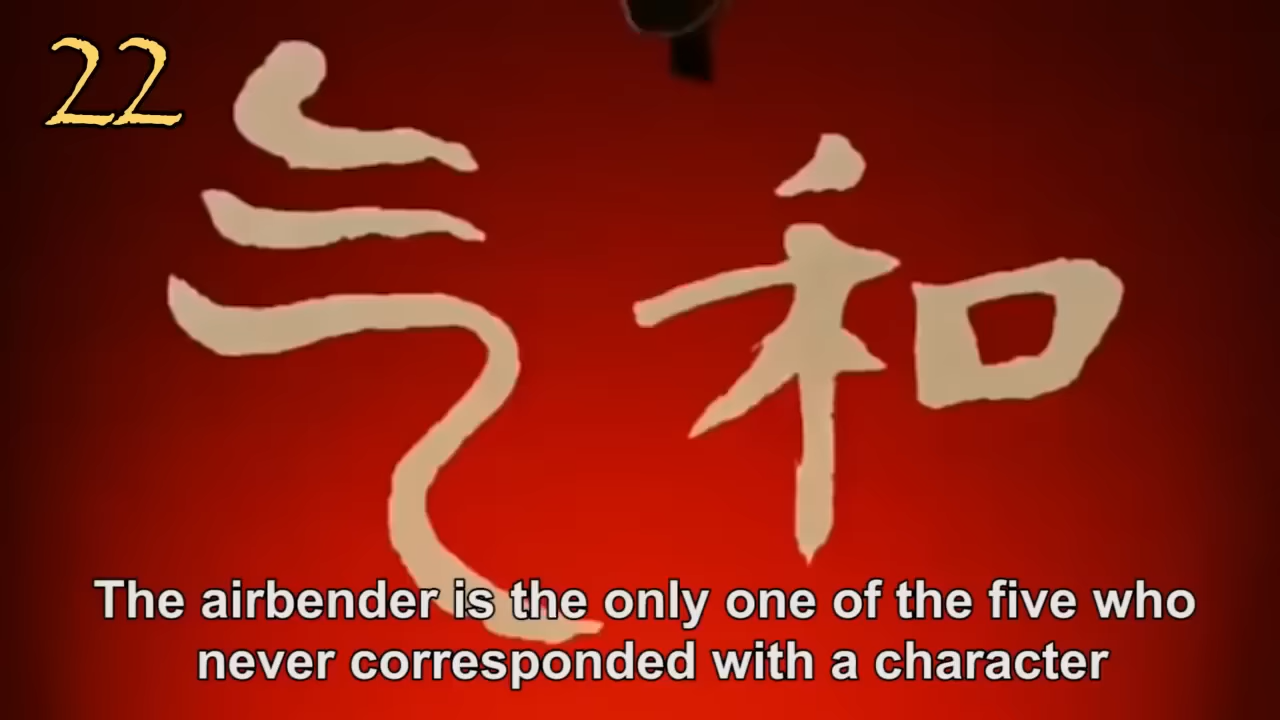 22
气和
The airbender is the only one of the five who
never corresponded with a character